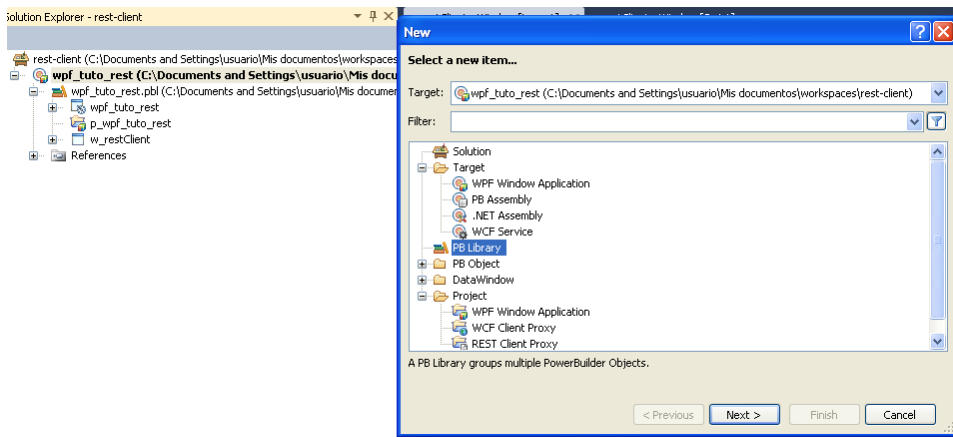 Solution Explorer - rest-client
rest-client (C:\Documents and Settings\usuario\Mis documentos\workspaces
wpf_tuto_rest (C:\Documents and Settings\usuario\Mis docu
wpf_tuto_rest.pbl (C:\Documents and Settings\usuario\Mis documen
wpf_tuto_rest
p_wpf_tuto_rest
w_restClient
References
New
Select a new item...
Target: wpf_tuto_rest (C:\Documents and Settings\usuario\Mis documentos\workspaces\rest-client)
Filter:
Solution
Target
WPF Window Application
PB Assembly
.NET Assembly
WCF Service
PB Library
PB Object
DataWindow
Project
WPF Window Application
WCF Client Proxy
REST Client Proxy
A PB Library groups multiple PowerBuilder Objects.
< Previous
Next >
Finish
Cancel